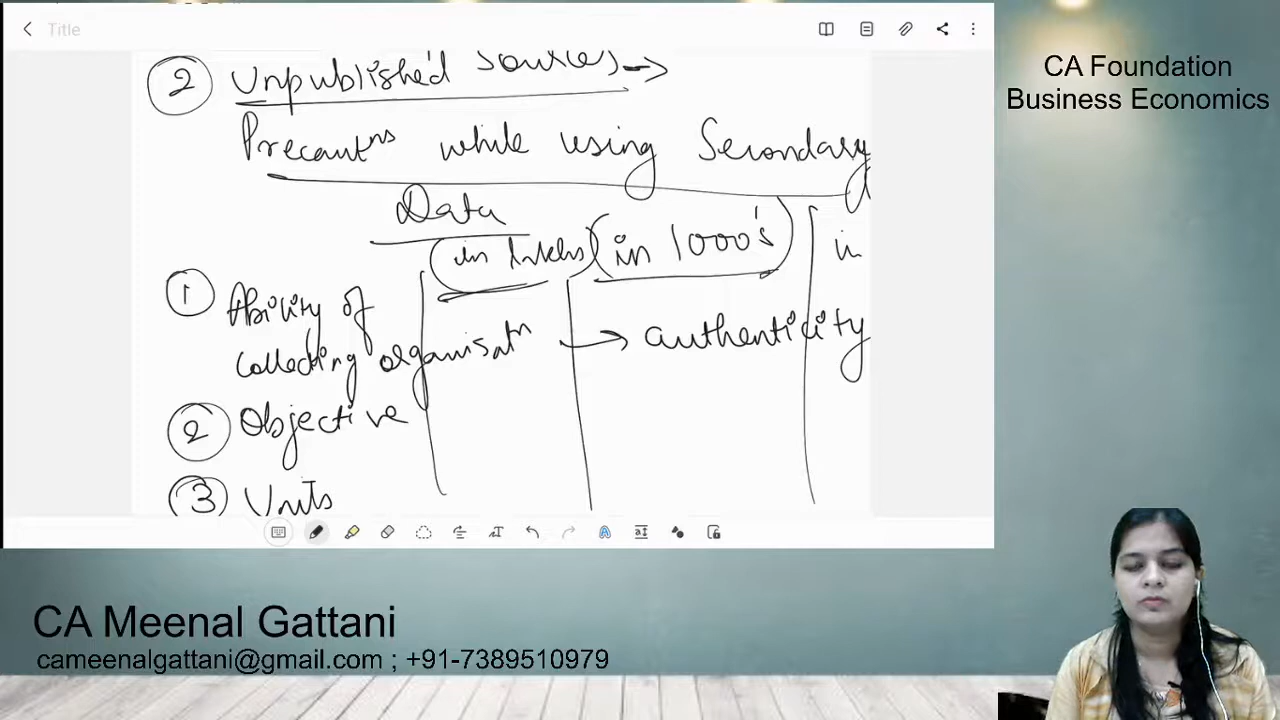 Title
② Unpublished sources →
Precautns while using Secondary
Data
in lakhs in 1000's in
① Ability of
collecting organisatn → authenticity
② Objective
③ Units
CA Foundation
Business Economics
CA Meenal Gattani
cameenalgattani@gmail.com ; +91-7389510979